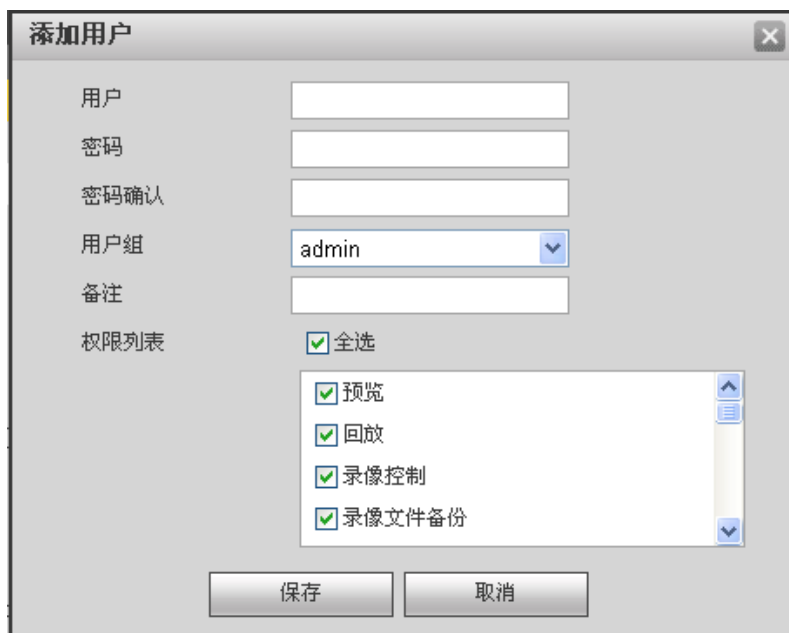 添加用户
用户
密码
密码确认
用户组 admin
备注
权限列表 全选
预览
回放
录像控制
录像文件备份
保存 取消